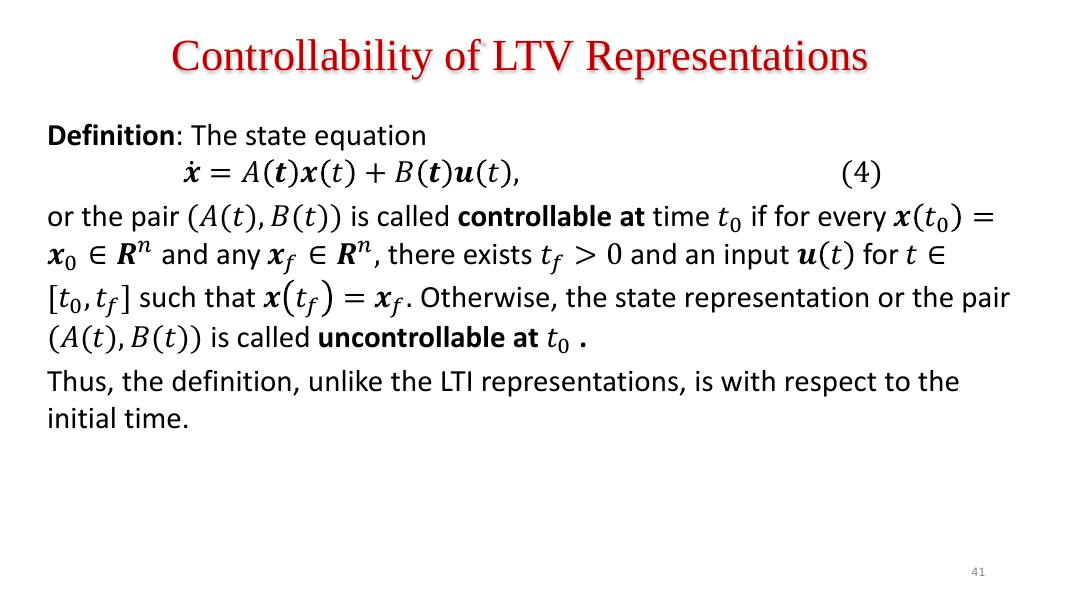 Controllability of LTV Representations
Definition: The state equation
ẋ = A(t)x(t) + B(t)u(t), (4)
or the pair (A(t), B(t)) is called controllable at time t₀ if for every x(t₀) =
x₀ ∈ Rⁿ and any x_f ∈ Rⁿ, there exists t_f > 0 and an input u(t) for t ∈
[t₀, t_f] such that x(t_f) = x_f. Otherwise, the state representation or the pair
(A(t), B(t)) is called uncontrollable at t₀ .
Thus, the definition, unlike the LTI representations, is with respect to the
initial time.
41